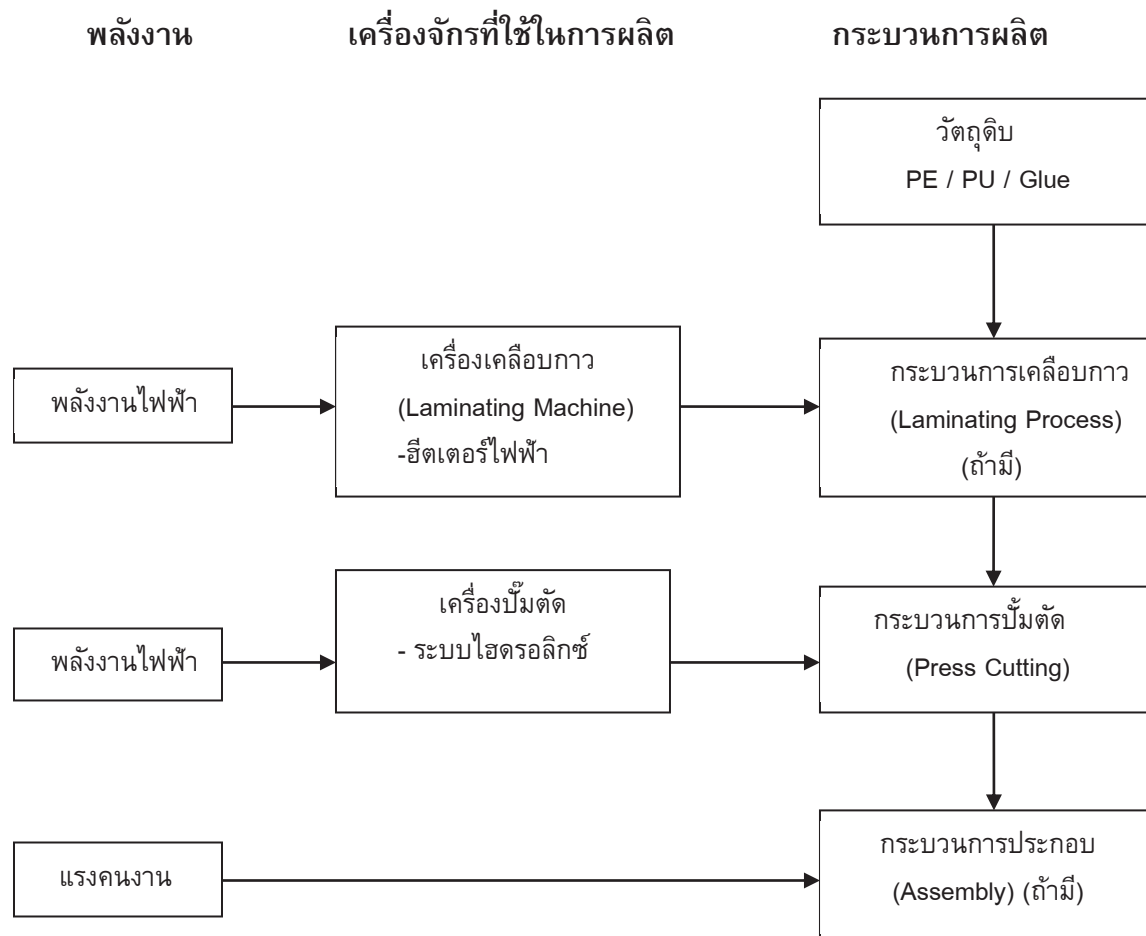 พลังงาน เครื่องจักรที่ใช้ในการผลิต กระบวนการผลิต
วัตถุดิบ
PE / PU / Glue
พลังงานไฟฟ้า
เครื่องเคลือบกาว
(Laminating Machine)
-ฮีตเตอร์ไฟฟ้า
กระบวนการเคลือบกาว
(Laminating Process)
(ถ้ามี)
พลังงานไฟฟ้า
เครื่องปั๊มตัด
- ระบบไฮดรอลิกซ์
กระบวนการปั้มตัด
(Press Cutting)
แรงคนงาน
กระบวนการประกอบ
(Assembly) (ถ้ามี)